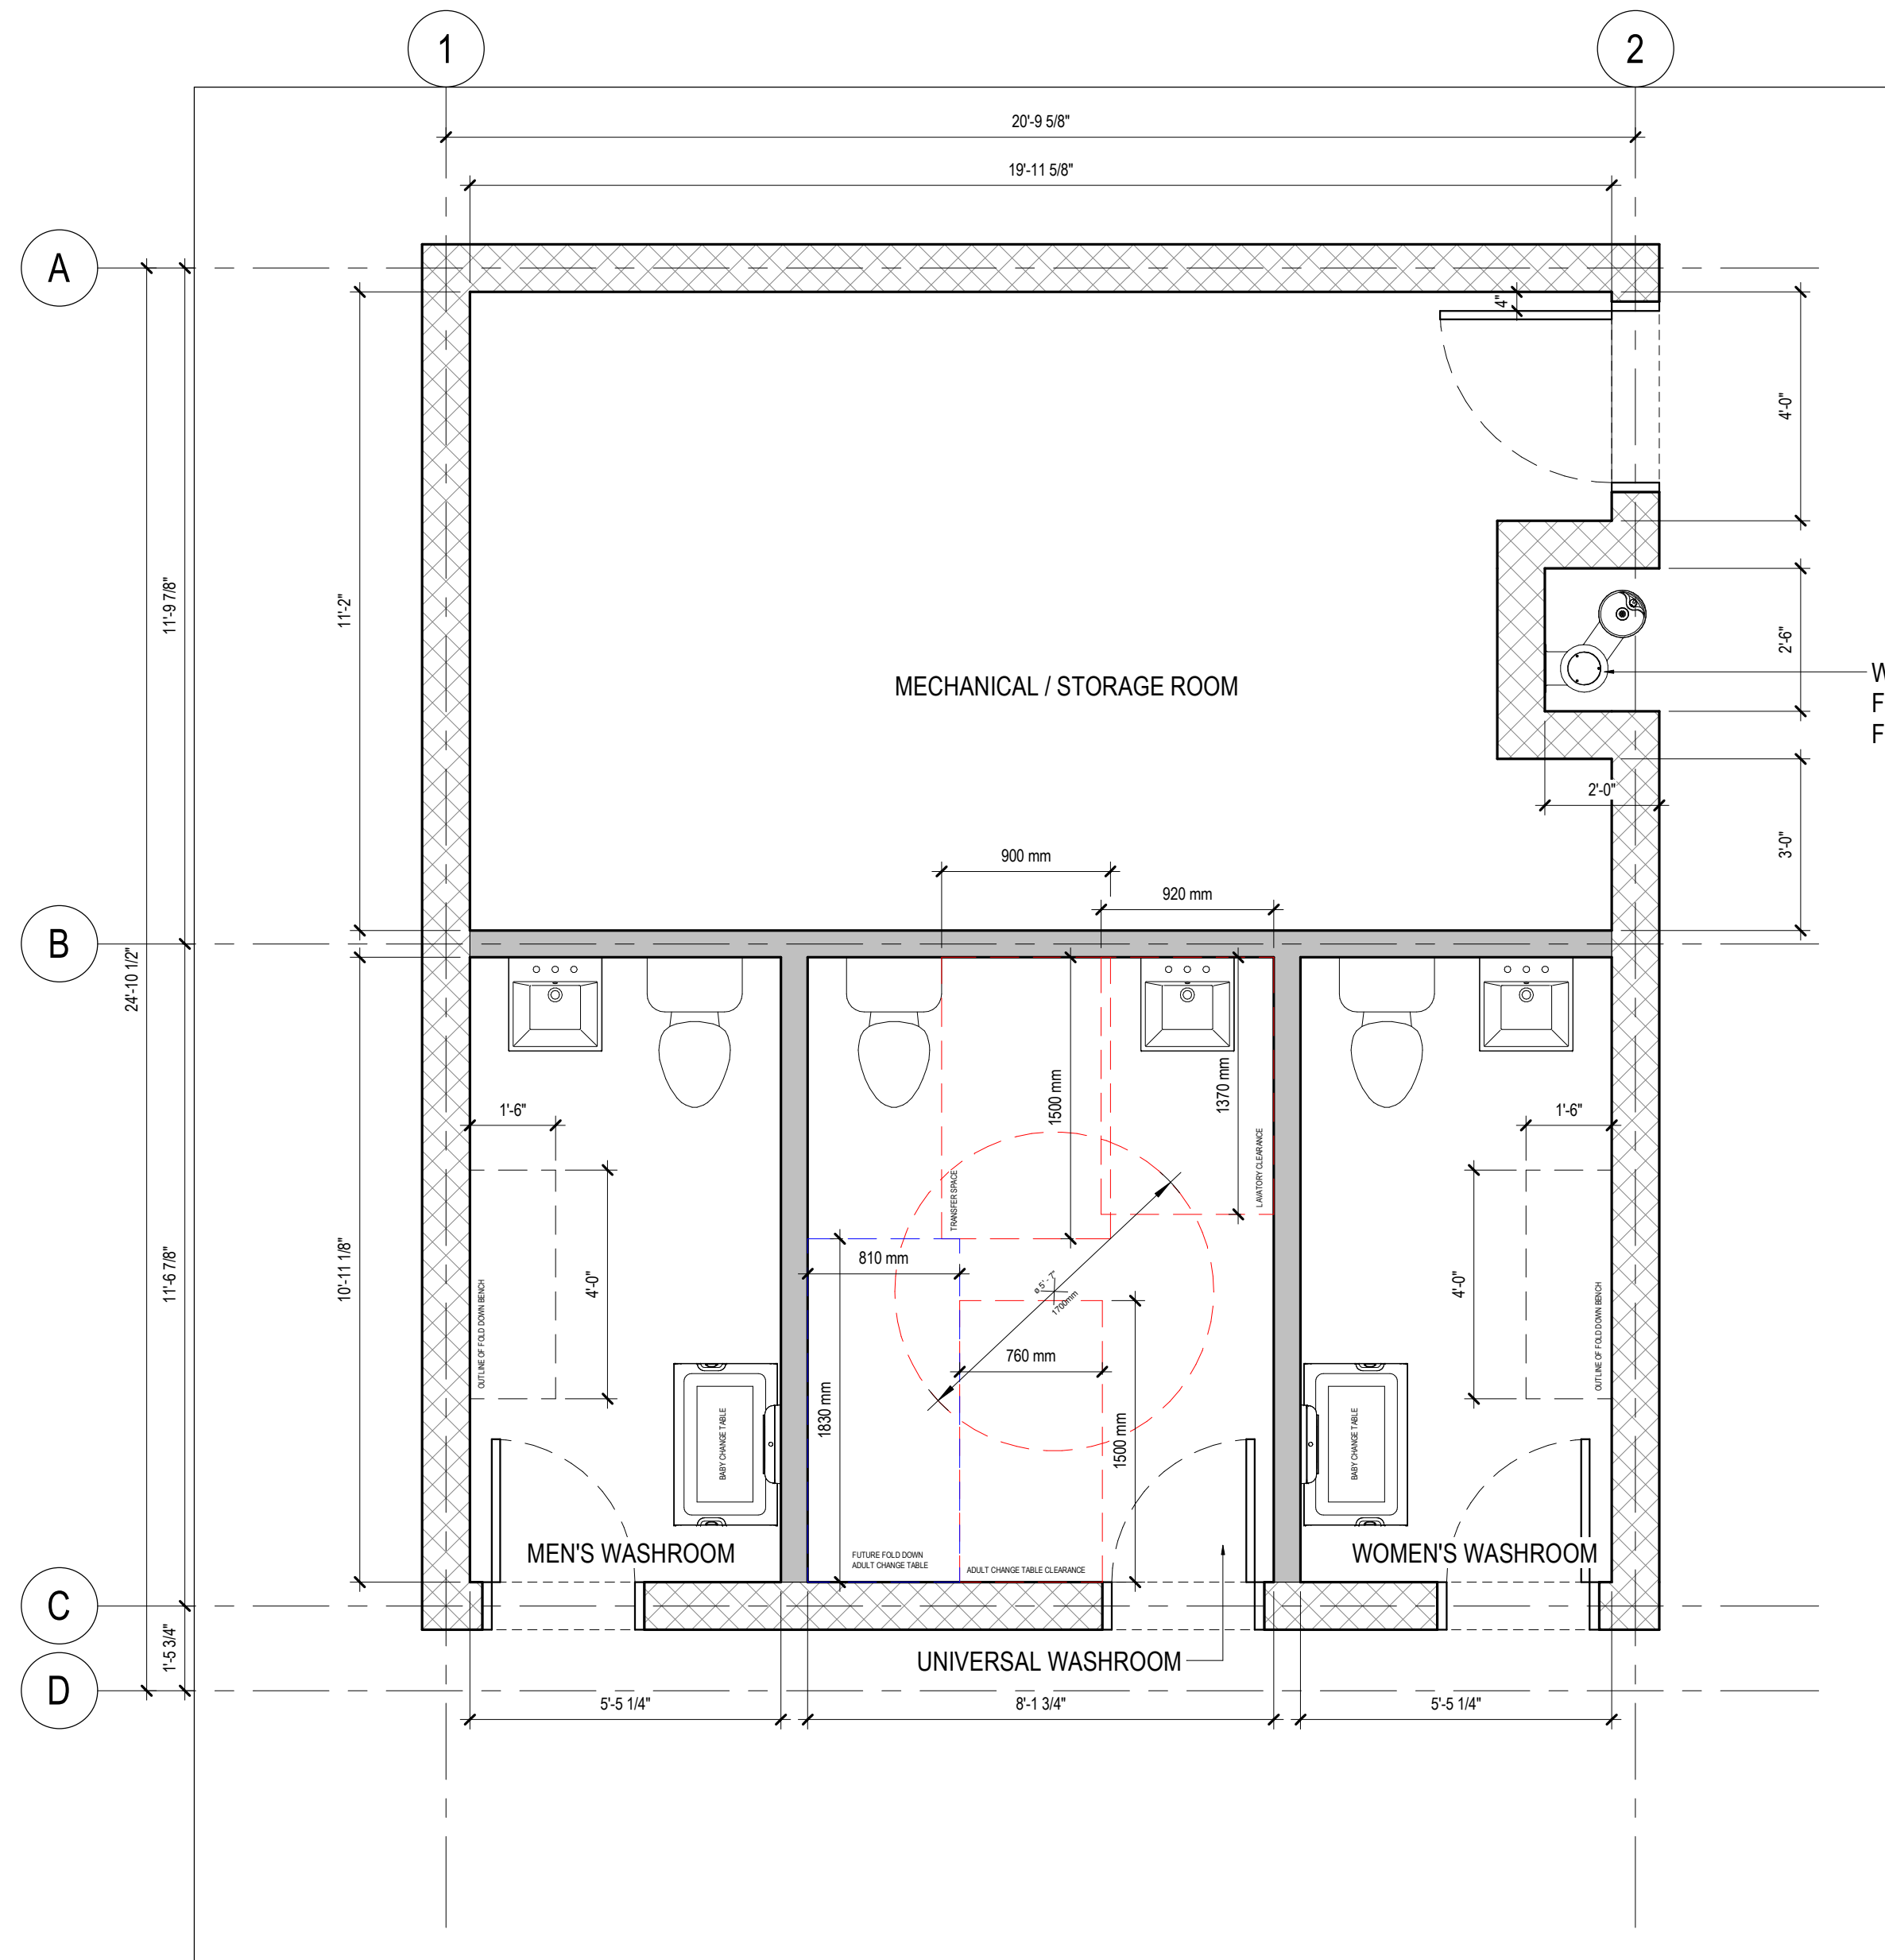 1
2
20'-9 5/8"
19'-11 5/8"
A
4"
4'-0"
11'-9 7/8"
11'-2"
2'-6"
MECHANICAL / STORAGE ROOM
W
F
F
2'-0"
3'-0"
900 mm
920 mm
B
24'-10 1/2"
1'-6"
1500 mm
1370 mm
1'-6"
TRANSFER SPACE
LAVATORY CLEARANCE
11'-6 7/8"
10'-11 1/8"
OUTLINE OF FOLD DOWN BENCH
4'-0"
810 mm
ø 5' - 7"
1700mm
4'-0"
OUTLINE OF FOLD DOWN BENCH
760 mm
1830 mm
1500 mm
BABY CHANGE TABLE
BABY CHANGE TABLE
MEN'S WASHROOM
FUTURE FOLD DOWN
ADULT CHANGE TABLE
ADULT CHANGE TABLE CLEARANCE
WOMEN'S WASHROOM
C
1'-5 3/4"
UNIVERSAL WASHROOM
D
5'-5 1/4"
8'-1 3/4"
5'-5 1/4"